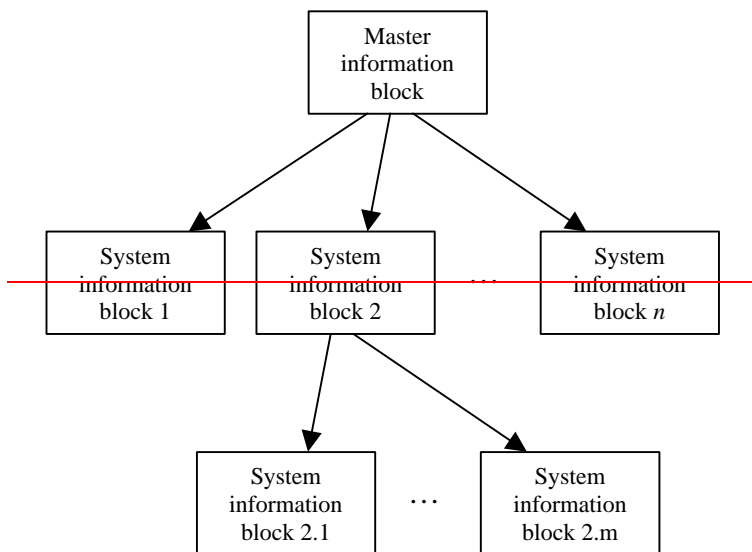 Master
information
block
System
information
block 1
System
information
block 2
…
System
information
block n
System
information
block 2.1
…
System
information
block 2.m